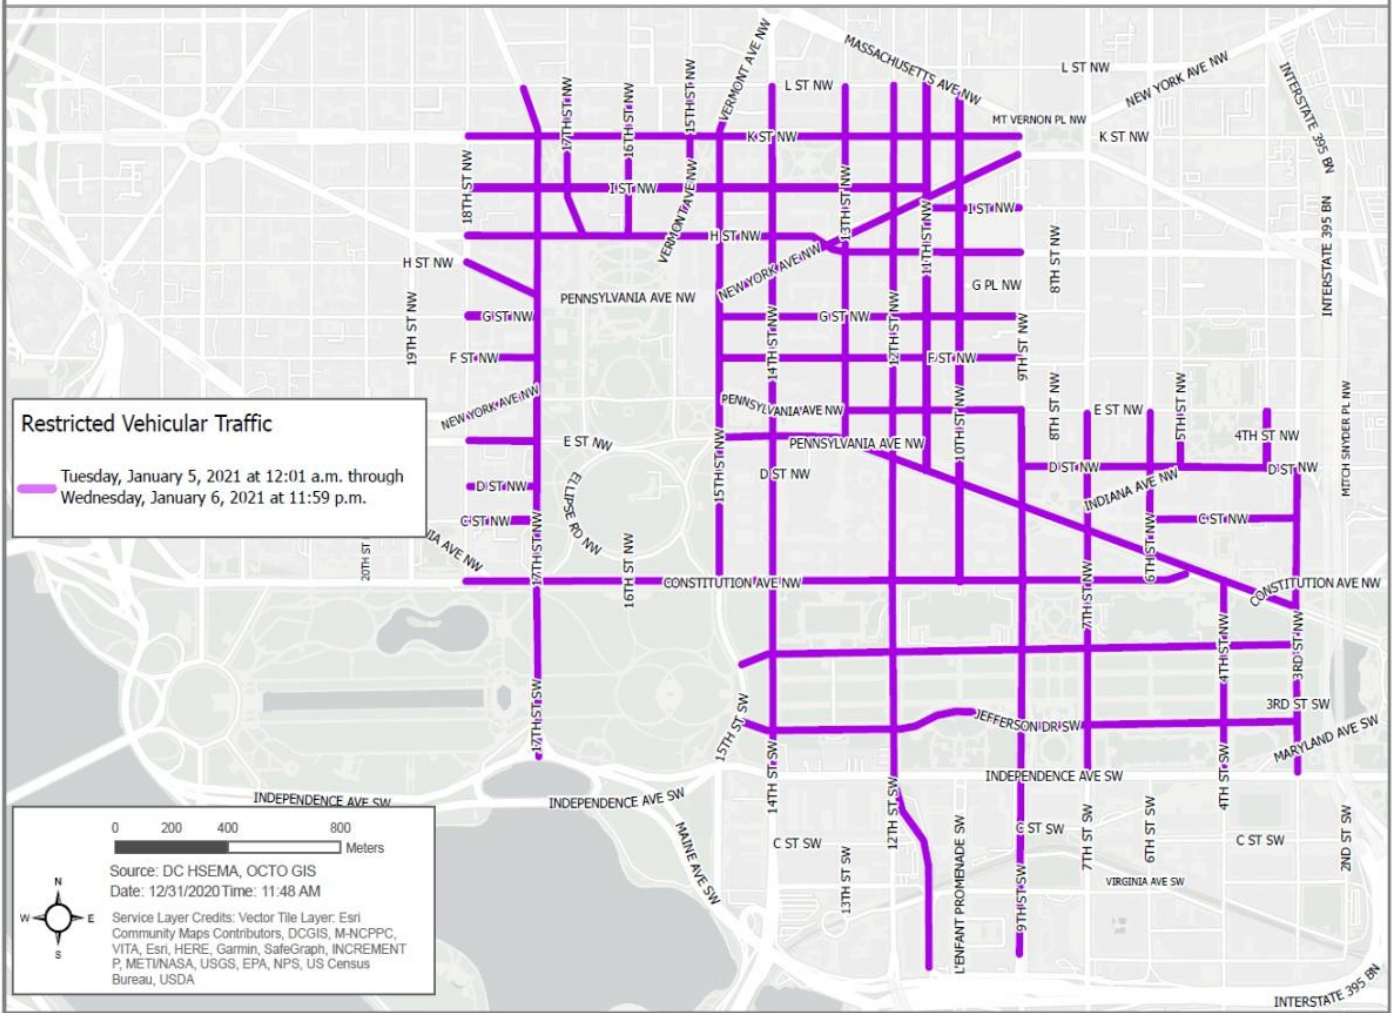 MASSACHUSETTS AVE NW
VERMONT AVE NW
L ST NW
NEW YORK AVE NW
INTERSTATE 395 BN
17TH ST NW
16TH ST NW
15TH ST NW
L ST NW
MT VERNON PL NW
K ST NW
K ST NW
18TH ST NW
I ST NW
VERMONT AVE NW
13TH ST NW
I ST NW
11TH ST NW
H ST NW
8TH ST NW
INTERSTATE 395 BN
H ST NW
NEW YORK AVE NW
G PL NW
PENNSYLVANIA AVE NW
19TH ST NW
G ST NW
14TH ST NW
G ST NW
12TH ST NW
9TH ST NW
F ST NW
F ST NW
NEW YORK AVE NW
PENNSYLVANIA AVE NW
10TH ST NW
8TH ST NW
E ST NW
5TH ST NW
4TH ST NW
MITCH SNYDER PL NW
Restricted Vehicular Traffic
Tuesday, January 5, 2021 at 12:01 a.m. through
Wednesday, January 6, 2021 at 11:59 p.m.
E ST NW
15TH ST NW
PENNSYLVANIA AVE NW
D ST NW
D ST NW
D ST NW
D ST NW
INDIANA AVE NW
ELLIPSE RD NW
C ST NW
C ST NW
IA AVE NW
20TH ST
17TH ST NW
16TH ST NW
6TH ST NW
CONSTITUTION AVE NW
CONSTITUTION AVE NW
7TH ST NW
4TH ST NW
3RD ST NW
17TH ST SW
15TH ST SW
JEFFERSON DR SW
3RD ST SW
MARYLAND AVE SW
14TH ST SW
INDEPENDENCE AVE SW
4TH ST SW
INDEPENDENCE AVE SW
INDEPENDENCE AVE SW
12TH ST SW
MAINE AVE SW
C ST SW
C ST SW
7TH ST SW
6TH ST SW
C ST SW
2ND ST SW
13TH ST SW
L'ENFANT PROMENADE SW
9TH ST SW
VIRGINIA AVE SW
INTERSTATE 395 BN
0 200 400 800
Meters
Source: DC HSEMA, OCTO GIS
Date: 12/31/2020 Time: 11:48 AM
N
W E
S
Service Layer Credits: Vector Tile Layer: Esri
Community Maps Contributors, DCGIS, M-NCPPC,
VITA, Esri, HERE, Garmin, SafeGraph, INCREMENT
P, METI/NASA, USGS, EPA, NPS, US Census
Bureau, USDA